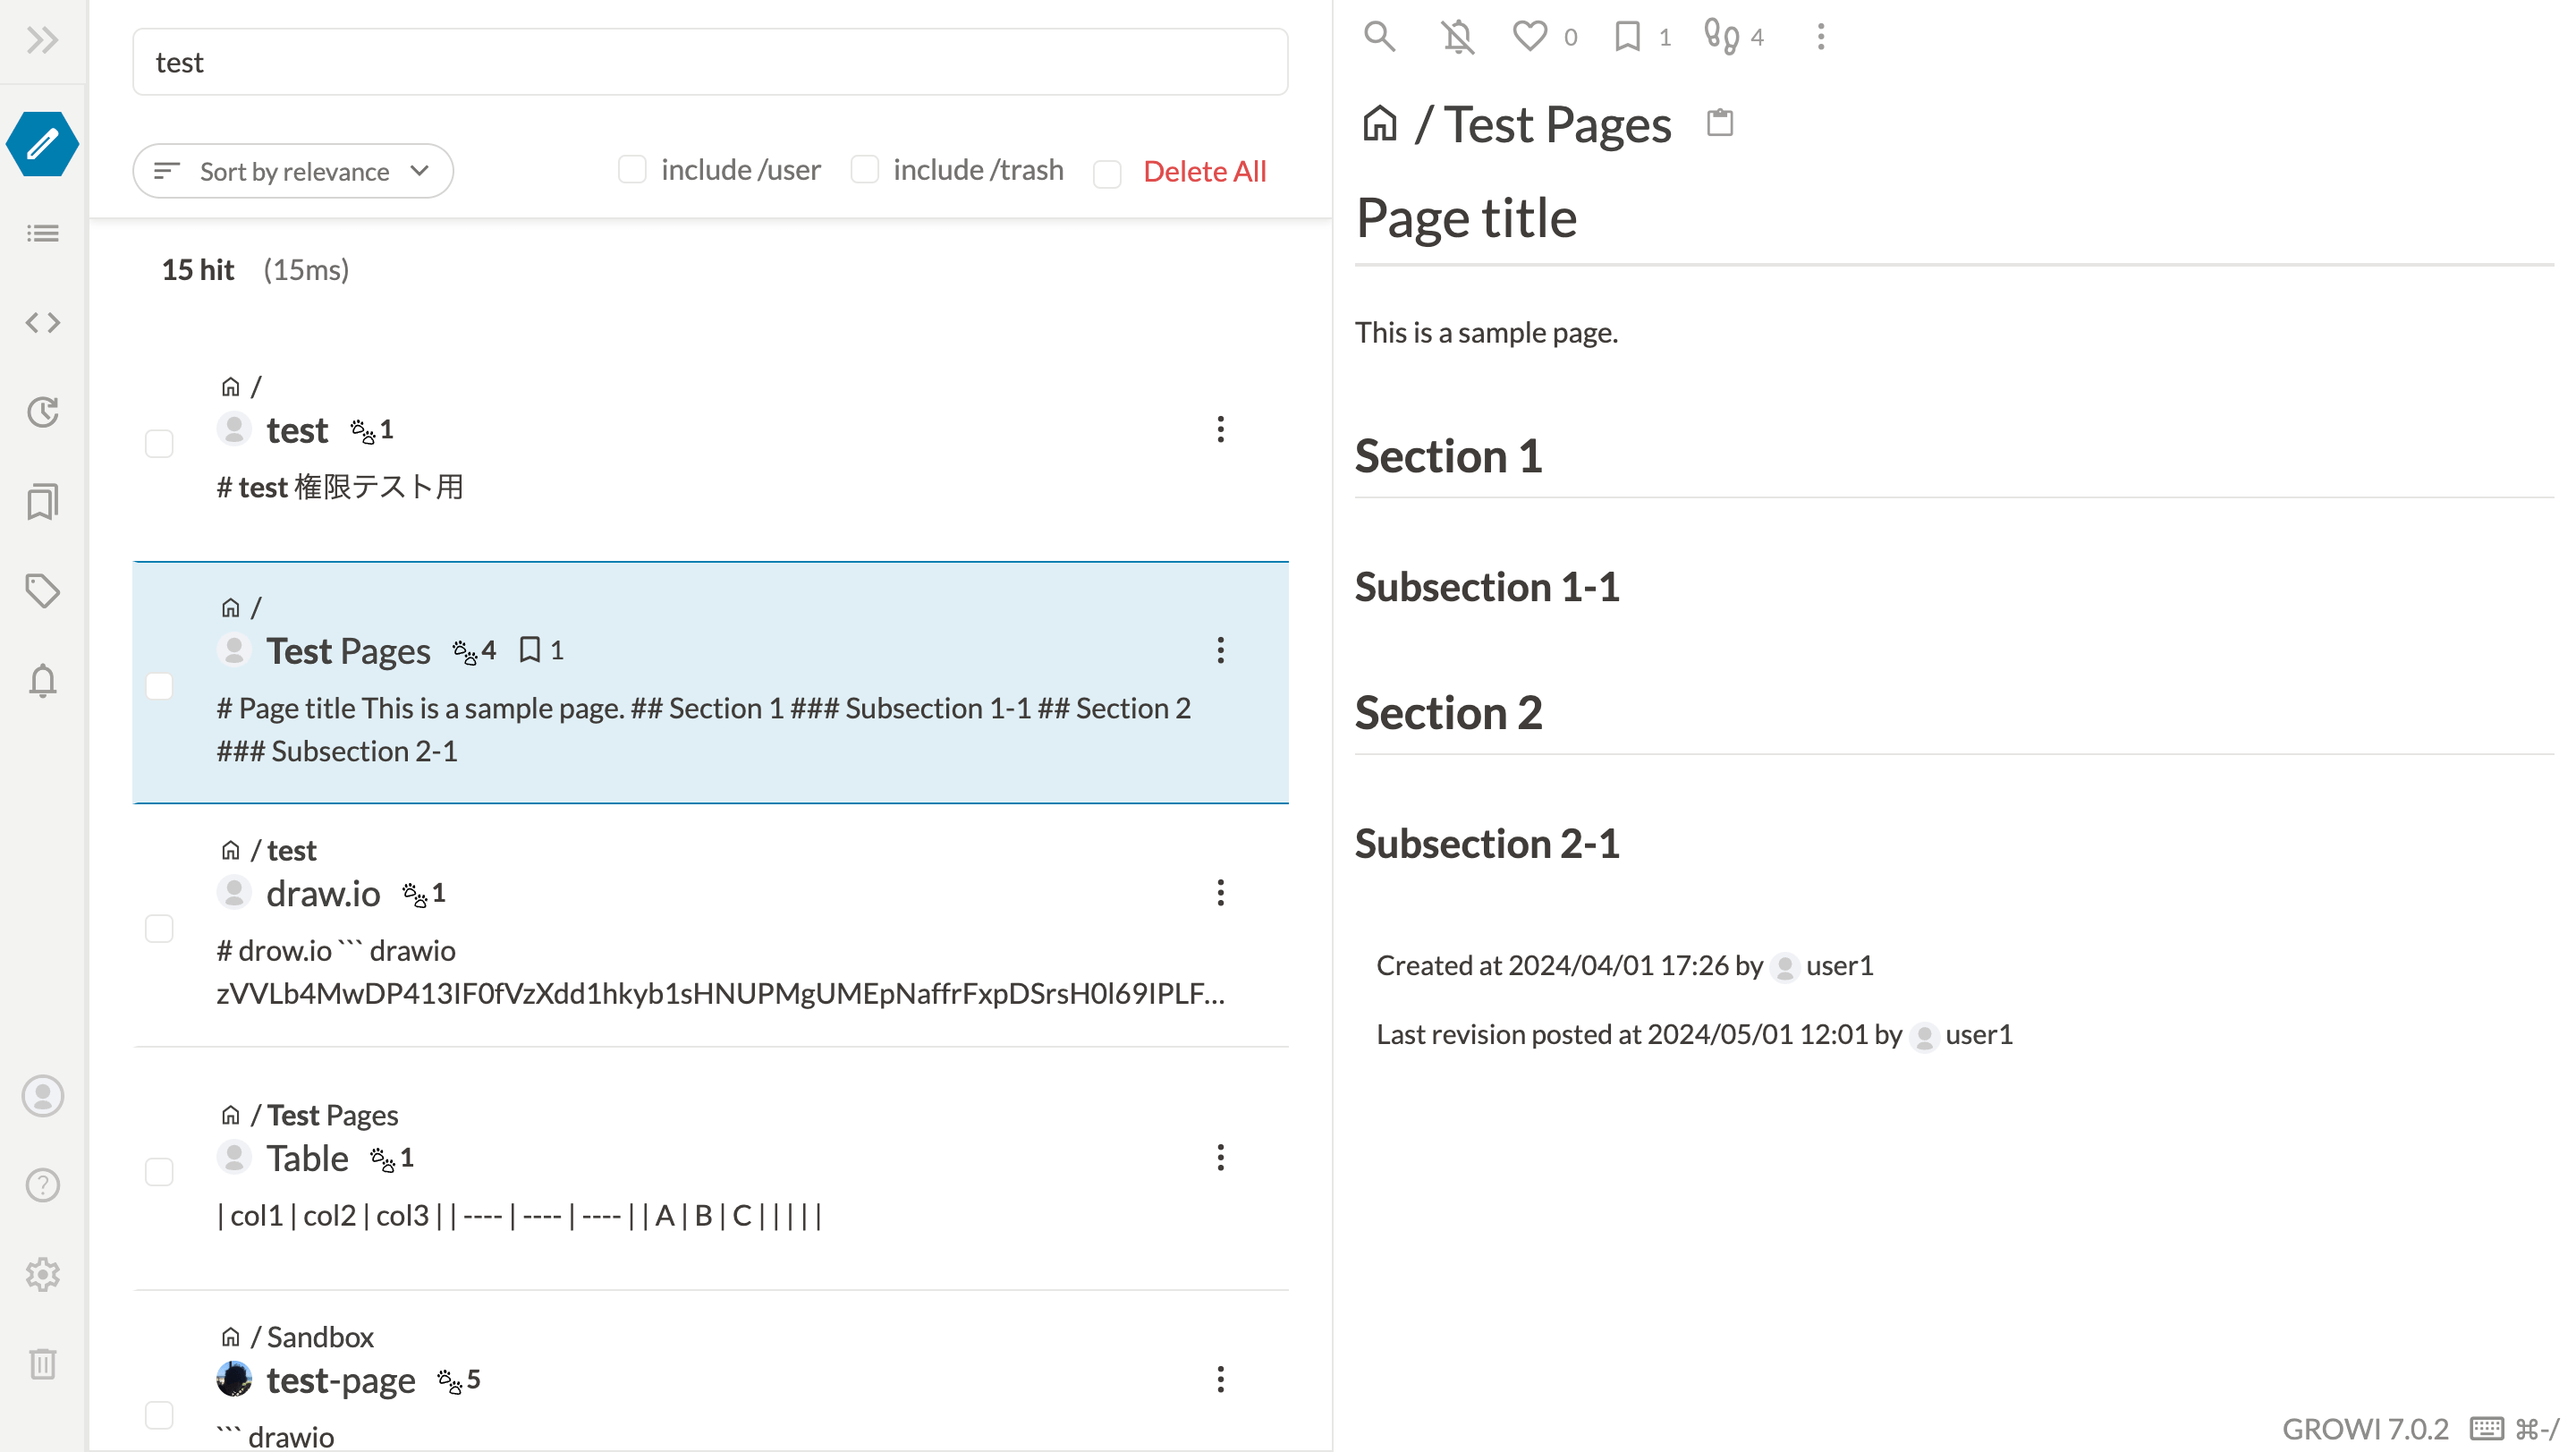 test
Sort by relevance
include /user
include /trash
Delete All
15 hit (15ms)
/
test 1
# test 権限テスト用
/
Test Pages 4 1
# Page title This is a sample page. ## Section 1 ### Subsection 1-1 ## Section 2
### Subsection 2-1
/ test
draw.io 1
# drow.io ``` drawio
zVVLb4MwDP413IF0fVzXdd1hkyb1sHNUPMgUMEpNaffrFxpDSrsH0l69IPLF...
/ Test Pages
Table 1
| col1 | col2 | col3 | | ---- | ---- | ---- | | A | B | C | | | | |
/ Sandbox
test-page 5
``` drawio
0 1 4
/ Test Pages
Page title
This is a sample page.
Section 1
Subsection 1-1
Section 2
Subsection 2-1
Created at 2024/04/01 17:26 by user1
Last revision posted at 2024/05/01 12:01 by user1
GROWI 7.0.2 ⌘-/